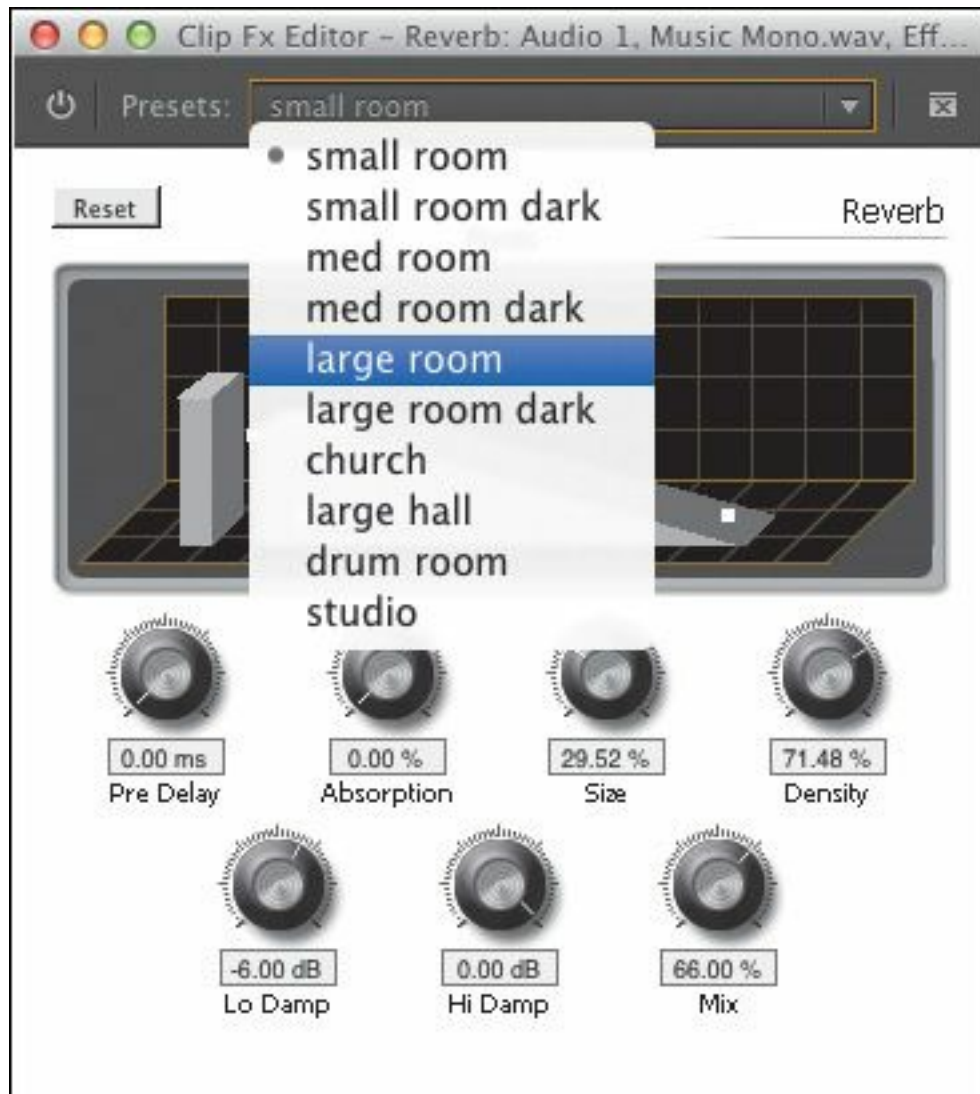 Clip Fx Editor – Reverb: Audio 1, Music Mono.wav, Eff...
Presets: small room
small room
small room dark
med room
med room dark
large room
large room dark
church
large hall
drum room
studio
Reset
Reverb
0.00 ms
0.00 %
29.52 %
71.48 %
Pre Delay
Absorption
Size
Density
-6.00 dB
0.00 dB
66.00 %
Lo Damp
Hi Damp
Mix